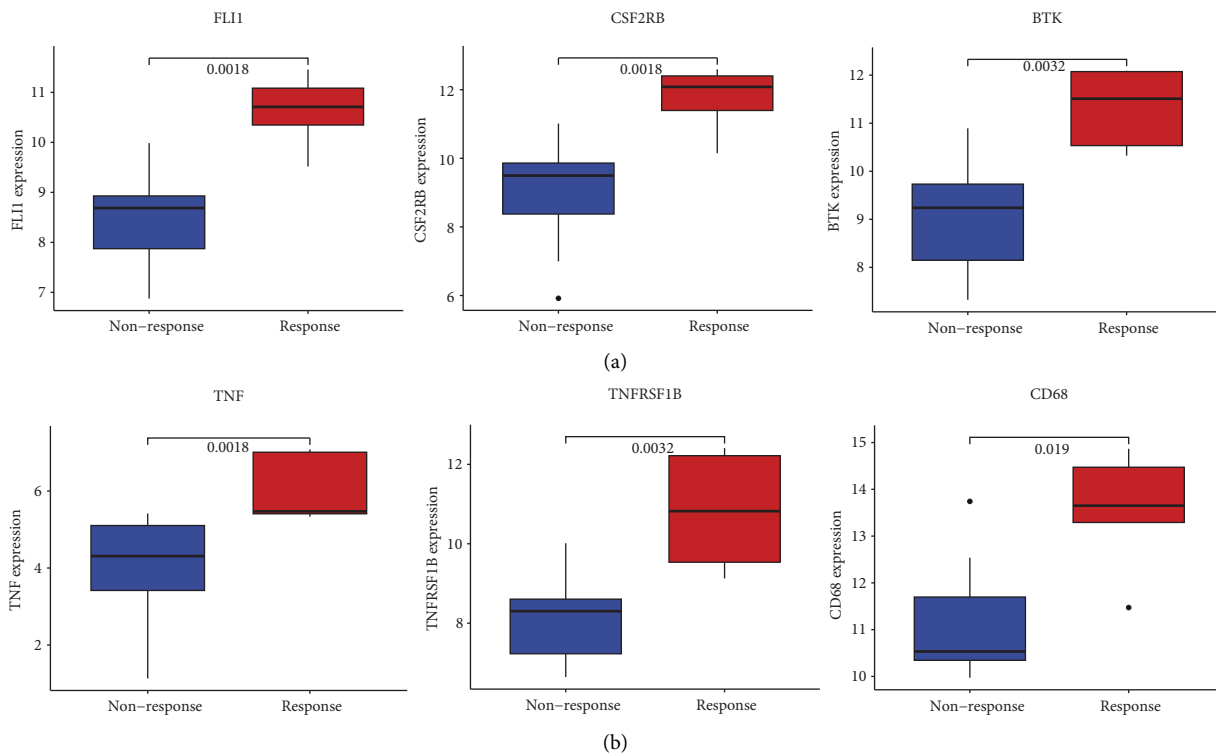 FLI1
CSF2RB
BTK
0.0018
0.0018
0.0032
FLI1 expression
11
10
9
8
7
CSF2RB expression
12
10
8
6
BTK expression
12
11
10
9
8
Non−response
Response
Non−response
Response
Non−response
Response
(a)
TNF
TNFRSF1B
CD68
0.0018
0.0032
0.019
TNF expression
6
4
2
TNFRSF1B expression
12
10
8
CD68 expression
15
14
13
12
11
10
Non−response
Response
Non−response
Response
Non−response
Response
(b)